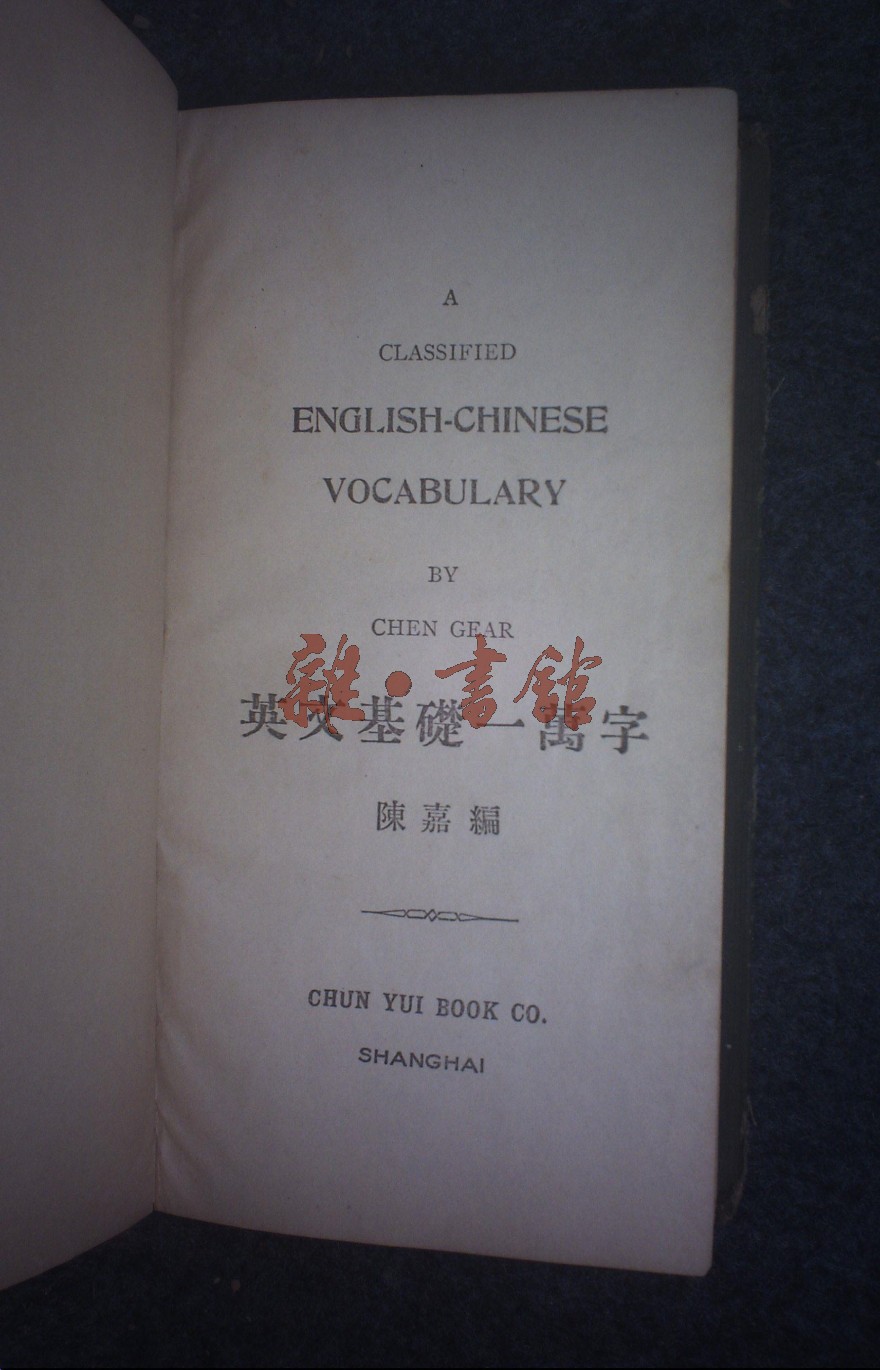 A
CLASSIFIED
ENGLISH-CHINESE
VOCABULARY
BY
CHEN GEAR
雜·書館
英文基礎一萬字
陳嘉編
CHUN YUI BOOK CO.
SHANGHAI